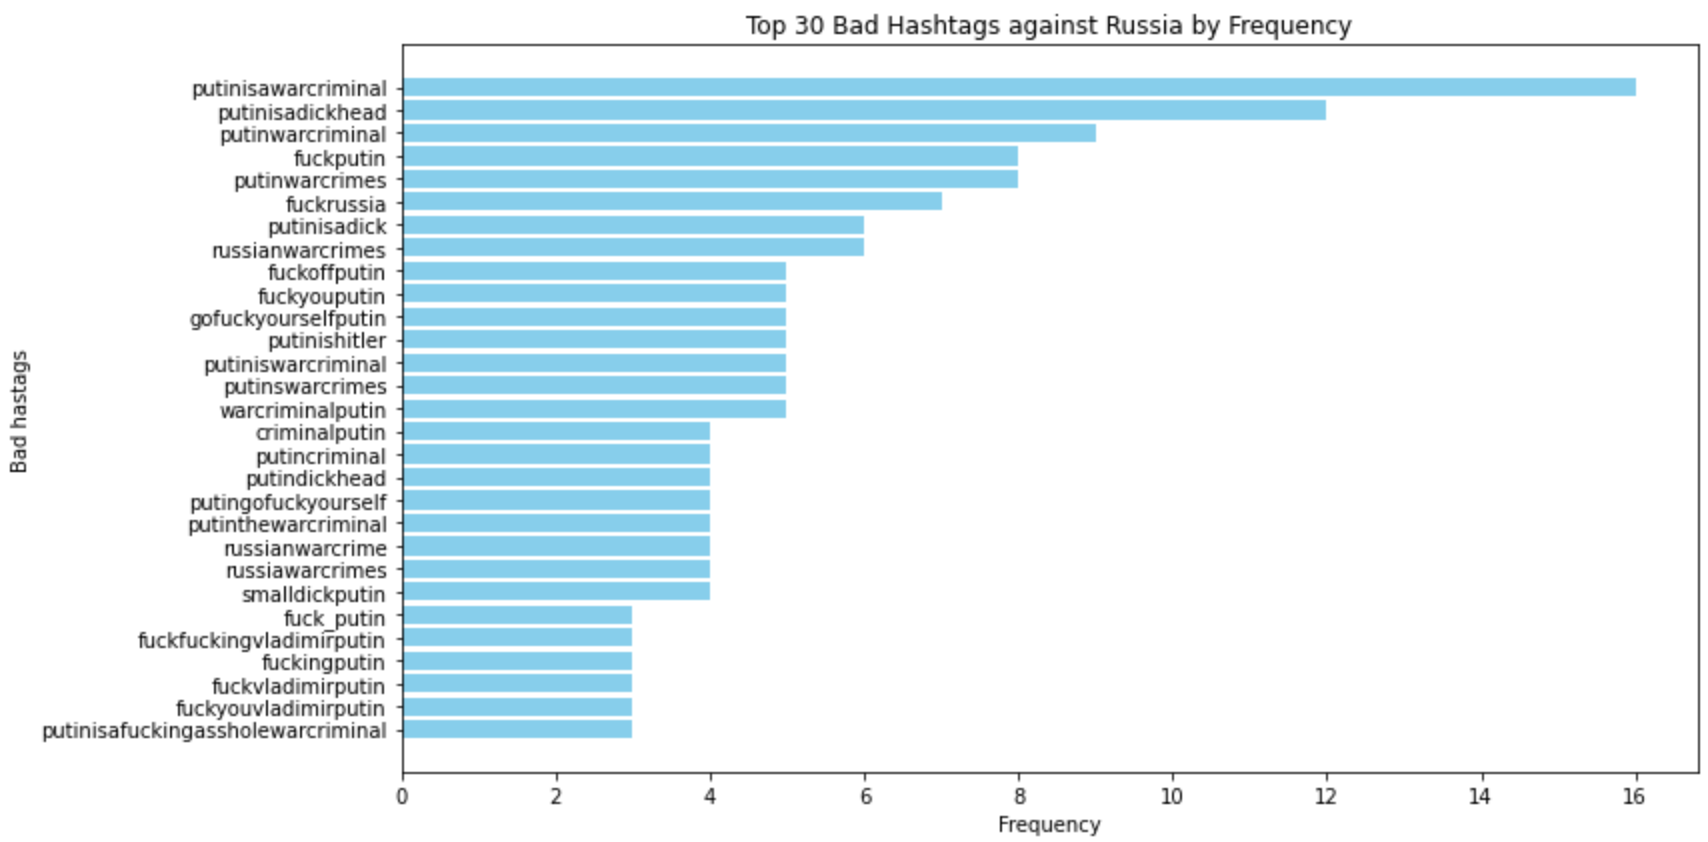 Top 30 Bad Hashtags against Russia by Frequency
putinisawarcriminal
putinisadickhead
putinwarcriminal
fuckputin
putinwarcrimes
fuckrussia
putinisadick
russianwarcrimes
fuckoffputin
fuckyouputin
gofuckyourselfputin
putinishitler
putiniswarcriminal
putinswarcrimes
warcriminalputin
criminalputin
putincriminal
putindickhead
putingofuckyourself
putinthewarcriminal
russianwarcrime
russiawarcrimes
smalldickputin
fuck_putin
fuckfuckingvladimirputin
fuckingputin
fuckvladimirputin
fuckyouvladimirputin
putinisafuckingassholewarcriminal
Bad hastags
0 2 4 6 8 10 12 14 16
Frequency